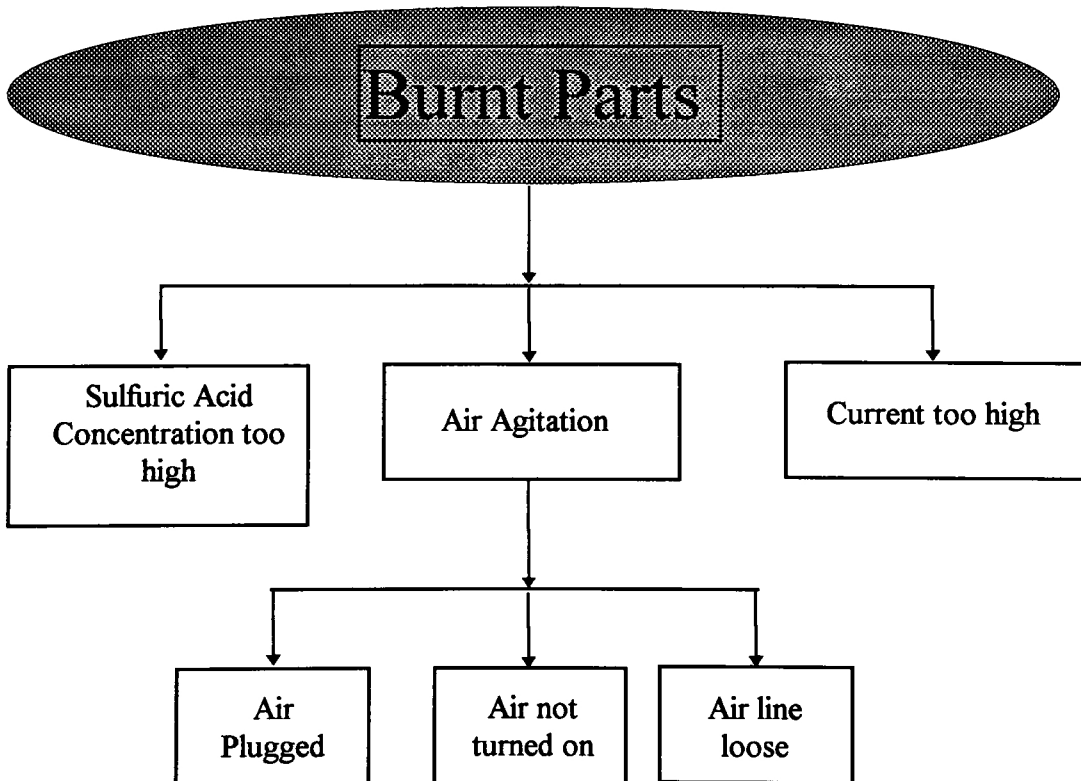 Burnt Parts
Sulfuric Acid
Concentration too
high
Air Agitation
Current too high
Air
Plugged
Air not
turned on
Air line
loose